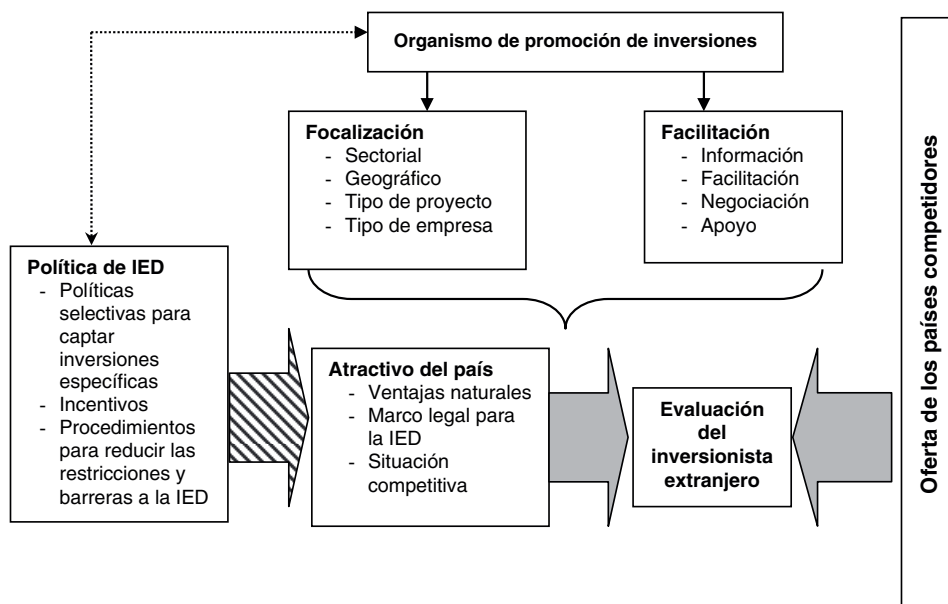 Organismo de promoción de inversiones
Focalización
- Sectorial
- Geográfico
- Tipo de proyecto
- Tipo de empresa
Facilitación
- Información
- Facilitación
- Negociación
- Apoyo
Política de IED
- Políticas
selectivas para
captar
inversiones
específicas
- Incentivos
- Procedimientos
para reducir las
restricciones y
barreras a la IED
Atractivo del país
- Ventajas naturales
- Marco legal para
la IED
- Situación
competitiva
Evaluación
del
inversionista
extranjero
Oferta de los países competidores